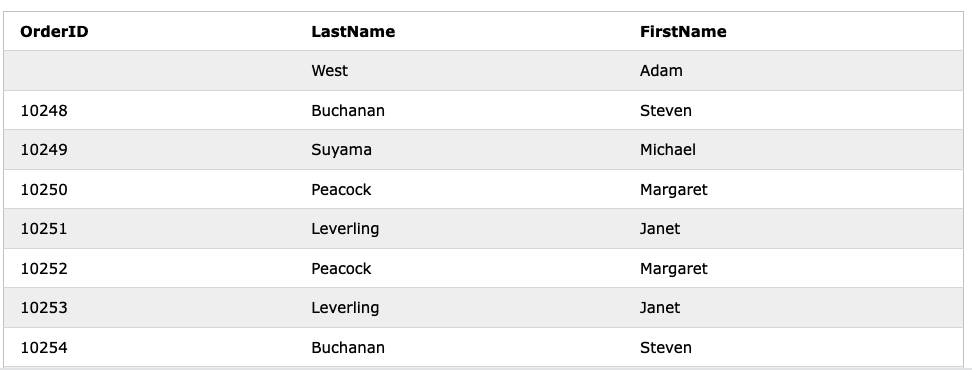 OrderID LastName FirstName
West Adam
10248 Buchanan Steven
10249 Suyama Michael
10250 Peacock Margaret
10251 Leverling Janet
10252 Peacock Margaret
10253 Leverling Janet
10254 Buchanan Steven